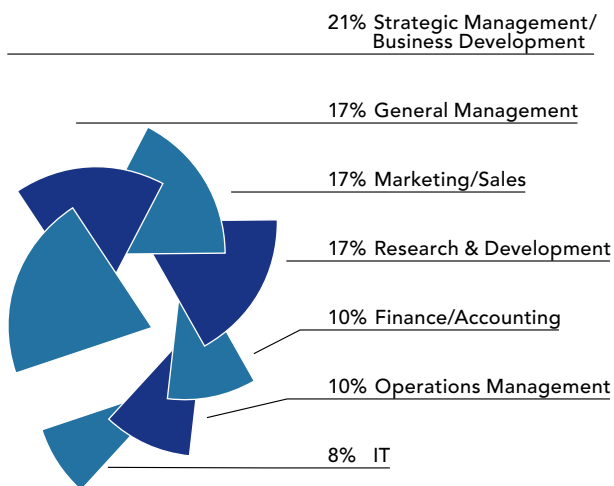 21% Strategic Management/
Business Development
17% General Management
17% Marketing/Sales
17% Research & Development
10% Finance/Accounting
10% Operations Management
8% IT